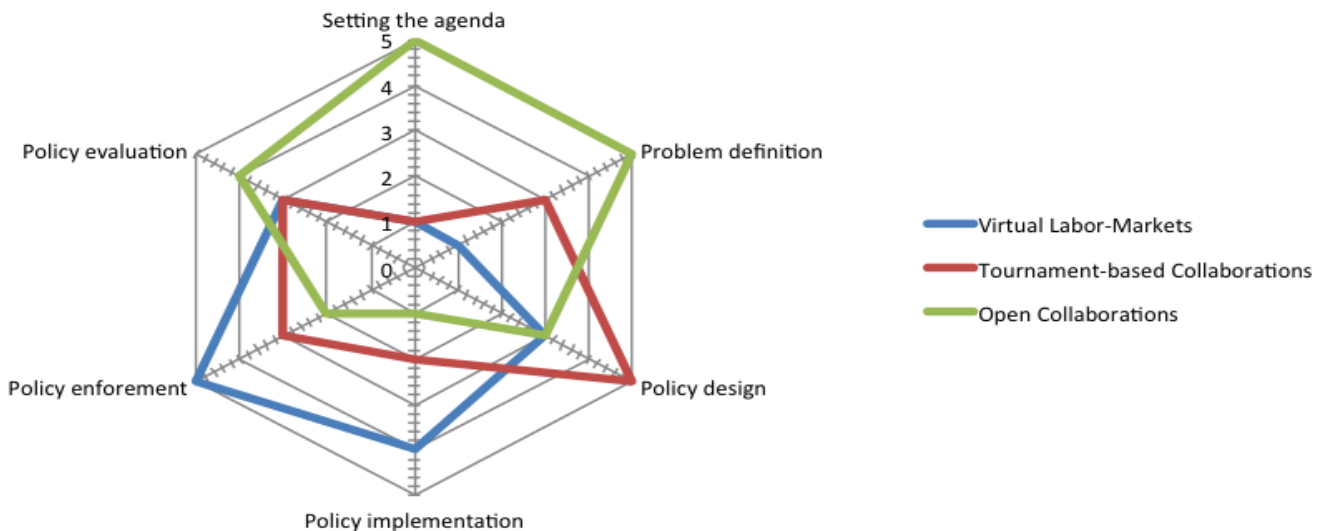 Setting the agenda
5
4
3
2
1
0
Problem definition
Policy design
Policy implementation
Policy enforement
Policy evaluation
Virtual Labor-Markets
Tournament-based Collaborations
Open Collaborations